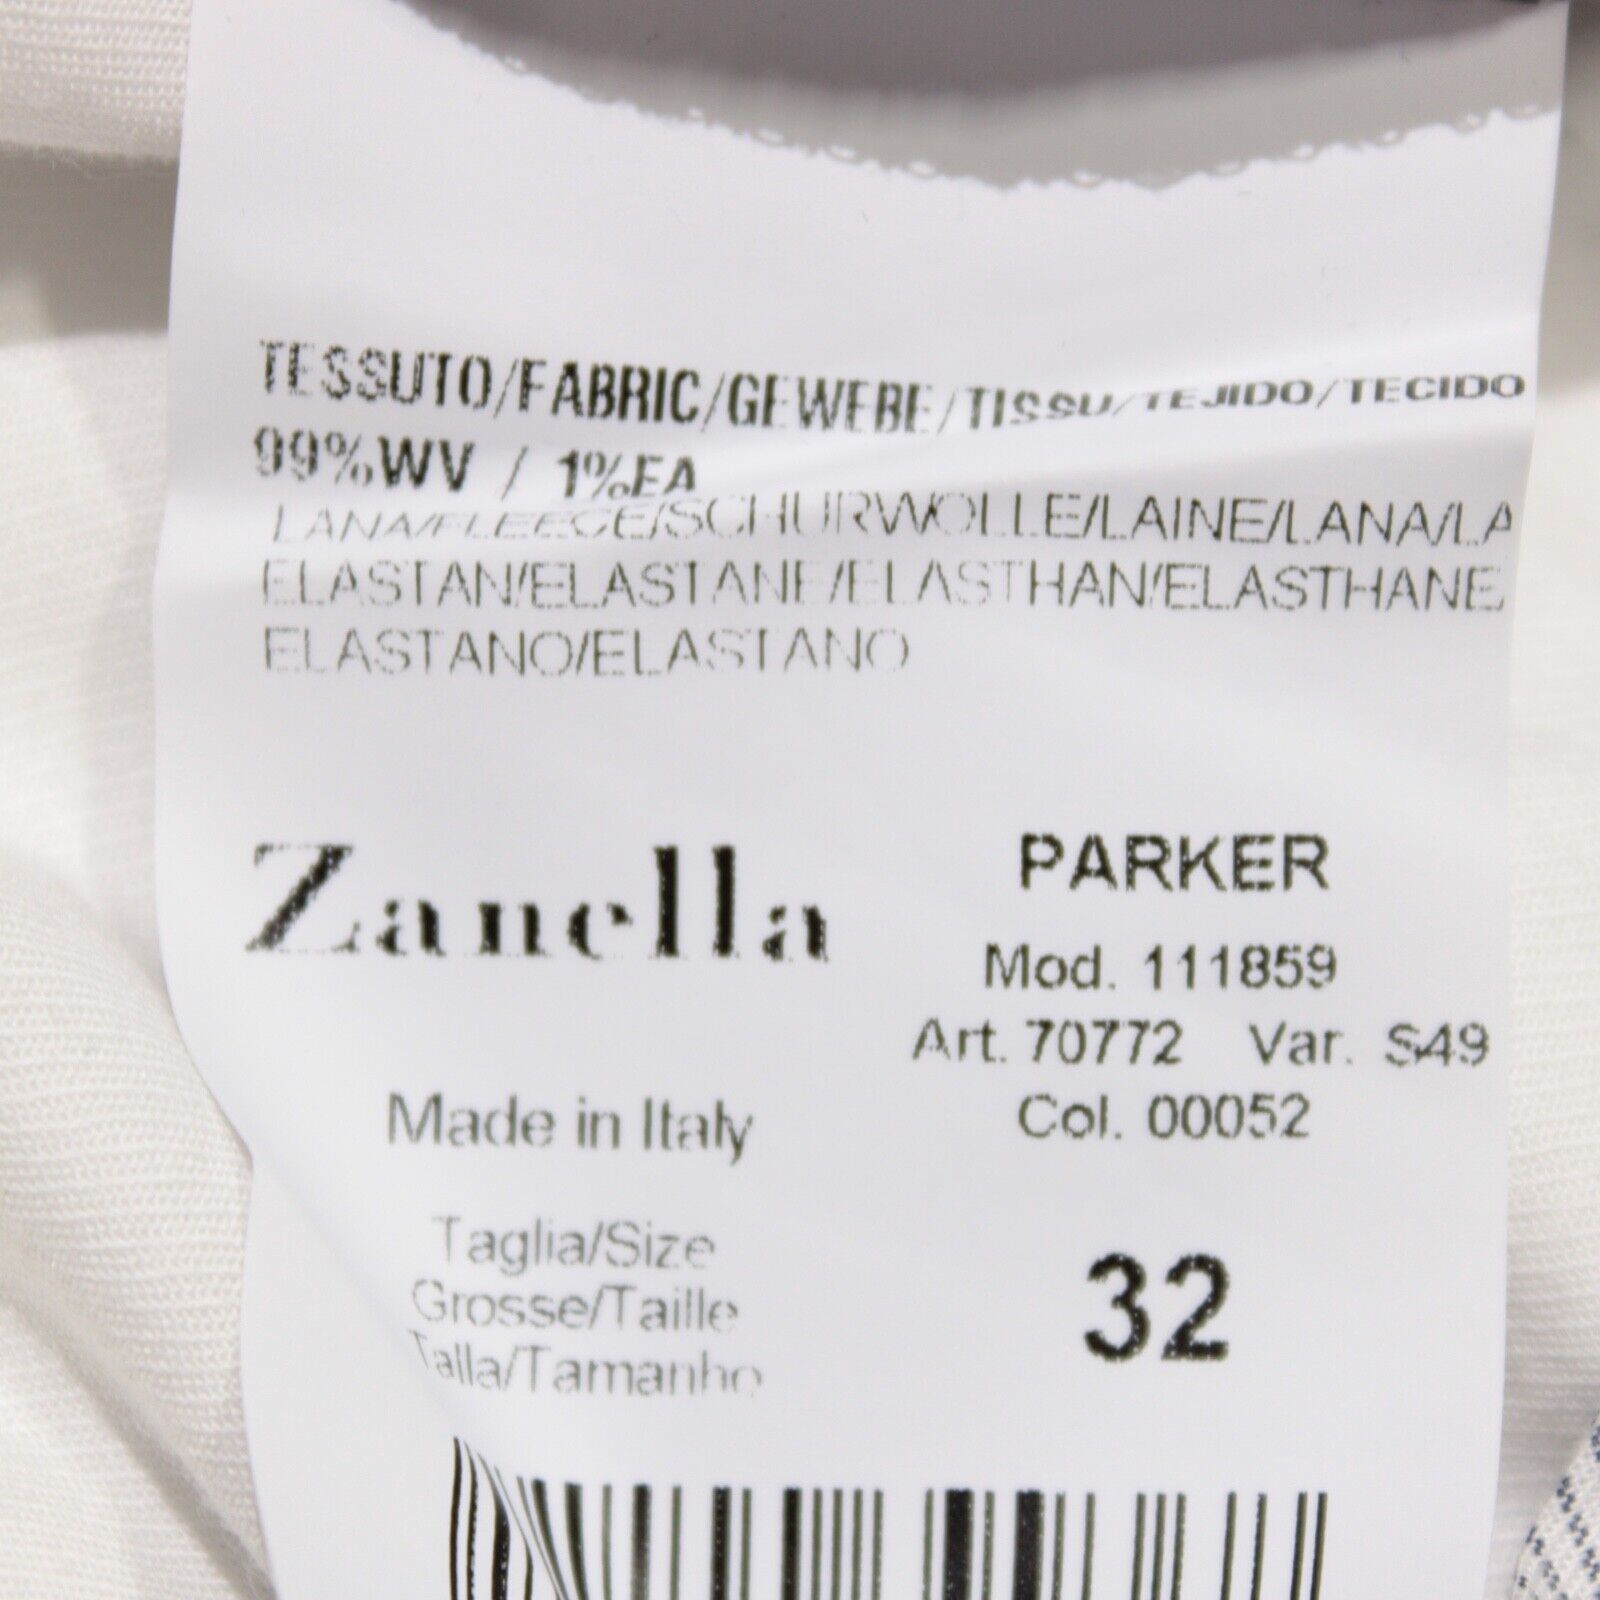 TESSUTO/FABRIC/GEWEBE/TISSU/TEJIDO/TECIDO
99%WV / 1%EA
LANA/FLEECE/SCHURWOLLE/LAINE/LANA/LA
ELASTAN/ELASTANE/ELASTHAN/ELASTHANE
ELASTANO/ELASTANO
Zanella
PARKER
Mod. 111859
Art. 70772 Var. S49
Col. 00052
Made in Italy
Taglia/Size
Grosse/Taille
Talla/Tamanho
32